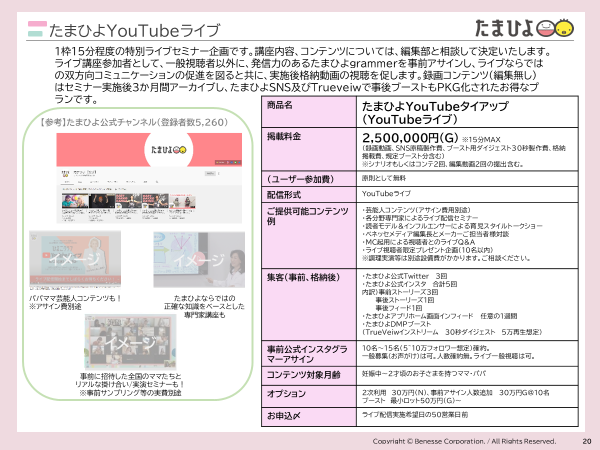 たまひよYouTubeライブ
たまひよ
1枠15分程度の特別ライブセミナー企画です。講座内容、コンテンツについては、編集部と相談して決定いたします。
ライブ講座参加者として、一般視聴者以外に、発信力のあるたまひよgrammerを事前アサインし、ライブならでは
の双方向コミュニケーションの促進を図ると共に、実施後格納動画の視聴を促します。録画コンテンツ(編集無し)
はセミナー実施後3か月間アーカイブし、たまひよSNS及びTrueveiwで事後ブーストもPKG化されたお得なプ
ランです。
【参考】たまひよ公式チャンネル(登録者数5,260)
たまひよ
イメージ
イメージ
パパママ芸能人コンテンツも!
※アサイン費別途
たまひよならではの
正確な知識をベースとした
専門家講座も
イメージ
事前に招待した全国のママたちと
リアルな掛け合い/実演セミナーも!
※事前サンプリング等の実費別途
商品名
たまひよYouTubeタイアップ
(YouTubeライブ)
掲載料金
2,500,000円(G) ※15分MAX
(録画動画、SNS原稿製作費、ブースト用ダイジェスト30秒製作費、格納
掲載費、規定ブースト分含む)
※シナリオもしくはコンテ2回、編集動画2回の提出含む。
(ユーザー参加費)
原則として無料
配信形式
YouTubeライブ
ご提供可能コンテンツ
例
・芸能人コンテンツ(アサイン費用別途)
・各分野専門家によるライブ配信セミナー
・読者モデル&インフルエンサーによる育児スタイルトークショー
・ベネッセメディア編集長とメーカーご担当者様対談
・MC起用による視聴者とのライブQ&A
・ライブ視聴者限定プレゼント企画(10名以内)
※調理実演等は別途設備費がかかります。ご相談ください。
集客(事前、格納後)
・たまひよ公式Twitter 3回
・たまひよ公式インスタ 合計5回
内訳)事前ストーリーズ3回
事後ストーリーズ1回
事後フィード1回
・たまひよアプリホーム画面インフィード 任意の1週間
・たまひよDMPブースト
(TrueVeiwインストリーム 30秒ダイジェスト 5万再生想定)
事前公式インスタグラ
マーアサイン
10名~15名(5~10万フォロワー想定)確約。
一般募集(お声がけ)は可。人数確約無。ライブ一般視聴は可。
コンテンツ対象月齢
妊娠中~2才頃のお子さまを持つママ・パパ
オプション
2次利用 30万円(N)、事前アサイン人数追加 30万円G@10名
ブースト 最小ロット50万円(G)~
お申込〆
ライブ配信実施希望日の50営業日前
Copyright © Benesse Corporation. / All Rights Reserved.
20